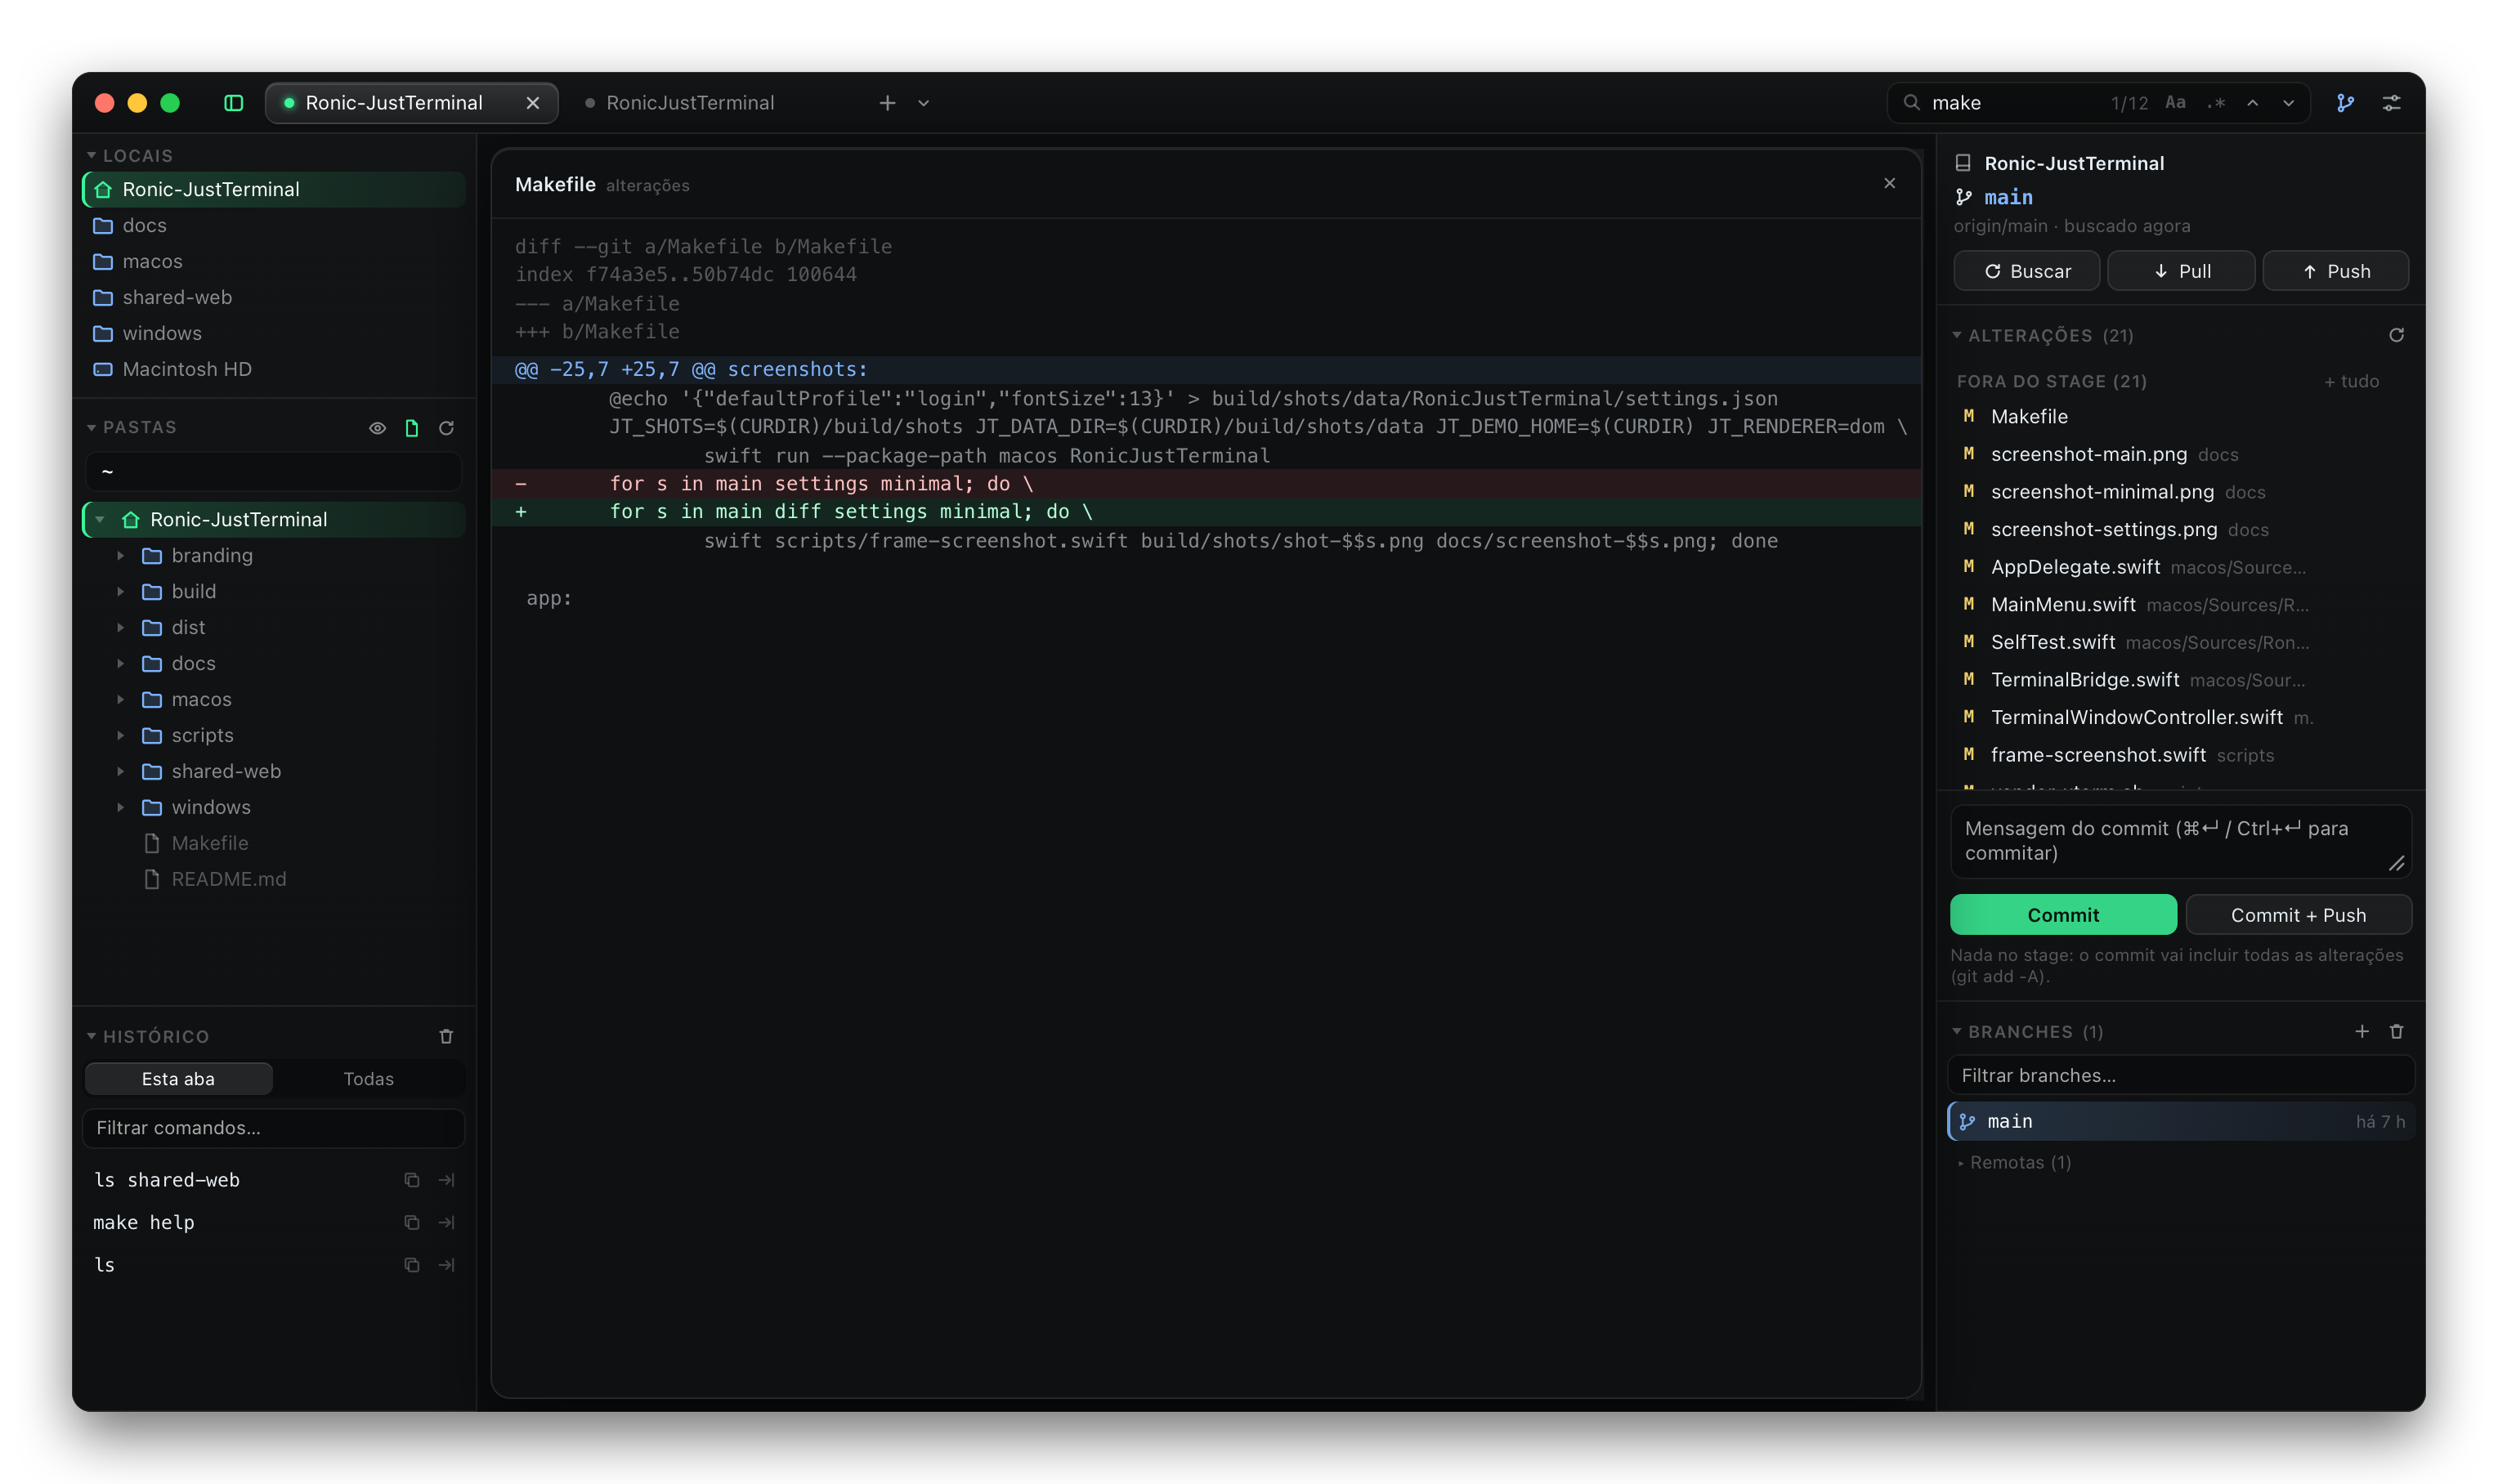 Ronic-JustTerminal
RonicJustTerminal
make 1/12 Aa .*
LOCAIS
Ronic-JustTerminal
docs
macos
shared-web
windows
Macintosh HD
PASTAS
~
Ronic-JustTerminal
branding
build
dist
docs
macos
scripts
shared-web
windows
Makefile
README.md
HISTÓRICO
Esta aba Todas
Filtrar comandos...
ls shared-web
make help
ls
Makefile alterações
diff --git a/Makefile b/Makefile
index f74a3e5..50b74dc 100644
--- a/Makefile
+++ b/Makefile
@@ -25,7 +25,7 @@ screenshots:
@echo '{"defaultProfile":"login","fontSize":13}' > build/shots/data/RonicJustTerminal/settings.json
JT_SHOTS=$(CURDIR)/build/shots JT_DATA_DIR=$(CURDIR)/build/shots/data JT_DEMO_HOME=$(CURDIR) JT_RENDERER=dom \
swift run --package-path macos RonicJustTerminal
- for s in main settings minimal; do \
+ for s in main diff settings minimal; do \
swift scripts/frame-screenshot.swift build/shots/shot-$$s.png docs/screenshot-$$s.png; done
app:
Ronic-JustTerminal
main
origin/main · buscado agora
Buscar Pull Push
ALTERAÇÕES (21)
FORA DO STAGE (21) + tudo
M Makefile
M screenshot-main.png docs
M screenshot-minimal.png docs
M screenshot-settings.png docs
M AppDelegate.swift macos/Source...
M MainMenu.swift macos/Sources/R...
M SelfTest.swift macos/Sources/Ron...
M TerminalBridge.swift macos/Sour...
M TerminalWindowController.swift m.
M frame-screenshot.swift scripts
Mensagem do commit (⌘↵ / Ctrl+↵ para
commitar)
Commit Commit + Push
Nada no stage: o commit vai incluir todas as alterações
(git add -A).
BRANCHES (1)
Filtrar branches...
main há 7 h
Remotas (1)